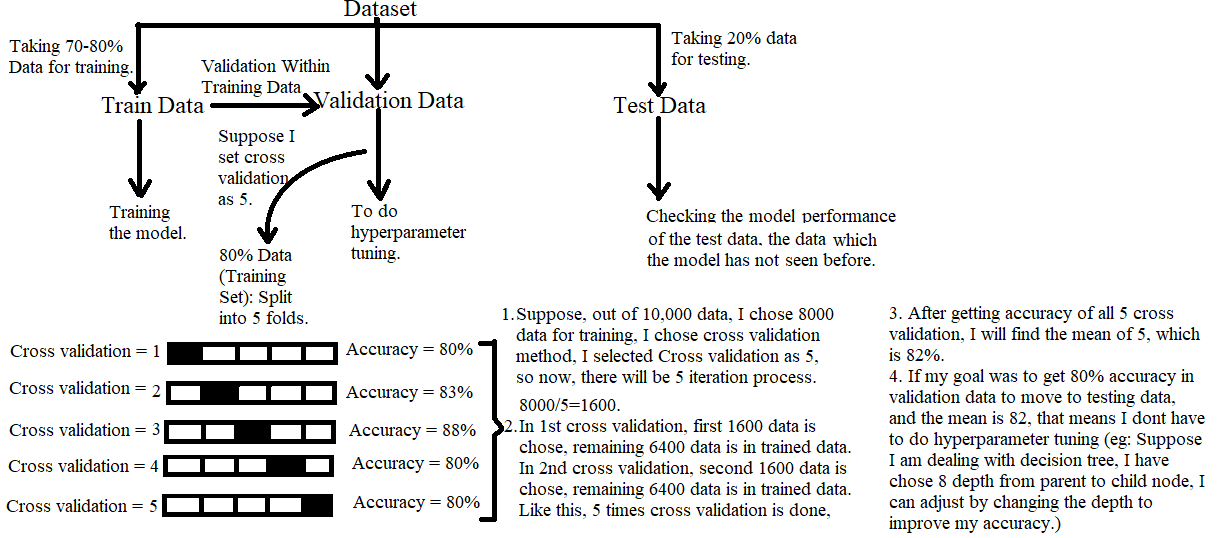 Dataset
Taking 70-80%
Data for training.
Validation Within
Training Data
Taking 20% data
for testing.
Train Data
Validation Data
Test Data
Suppose I
set cross
validation
as 5.
Training
the model.
To do
hyperparameter
tuning.
Checking the model performance
of the test data, the data which
the model has not seen before.
80% Data
(Training
Set): Split
into 5 folds.
Cross validation = 1
Accuracy = 80%
Cross validation = 2
Accuracy = 83%
Cross validation = 3
Accuracy = 88%
Cross validation = 4
Accuracy = 80%
Cross validation = 5
Accuracy = 80%
1. Suppose, out of 10,000 data, I chose 8000
data for training, I chose cross validation
method, I selected Cross validation as 5,
so now, there will be 5 iteration process.
8000/5=1600.
2. In 1st cross validation, first 1600 data is
chose, remaining 6400 data is in trained data.
In 2nd cross validation, second 1600 data is
chose, remaining 6400 data is in trained data.
Like this, 5 times cross validation is done,
3. After getting accuracy of all 5 cross
validation, I will find the mean of 5, which
is 82%.
4. If my goal was to get 80% accuracy in
validation data to move to testing data,
and the mean is 82, that means I dont have
to do hyperparameter tuning (eg: Suppose
I am dealing with decision tree, I have
chose 8 depth from parent to child node, I
can adjust by changing the depth to
improve my accuracy.)